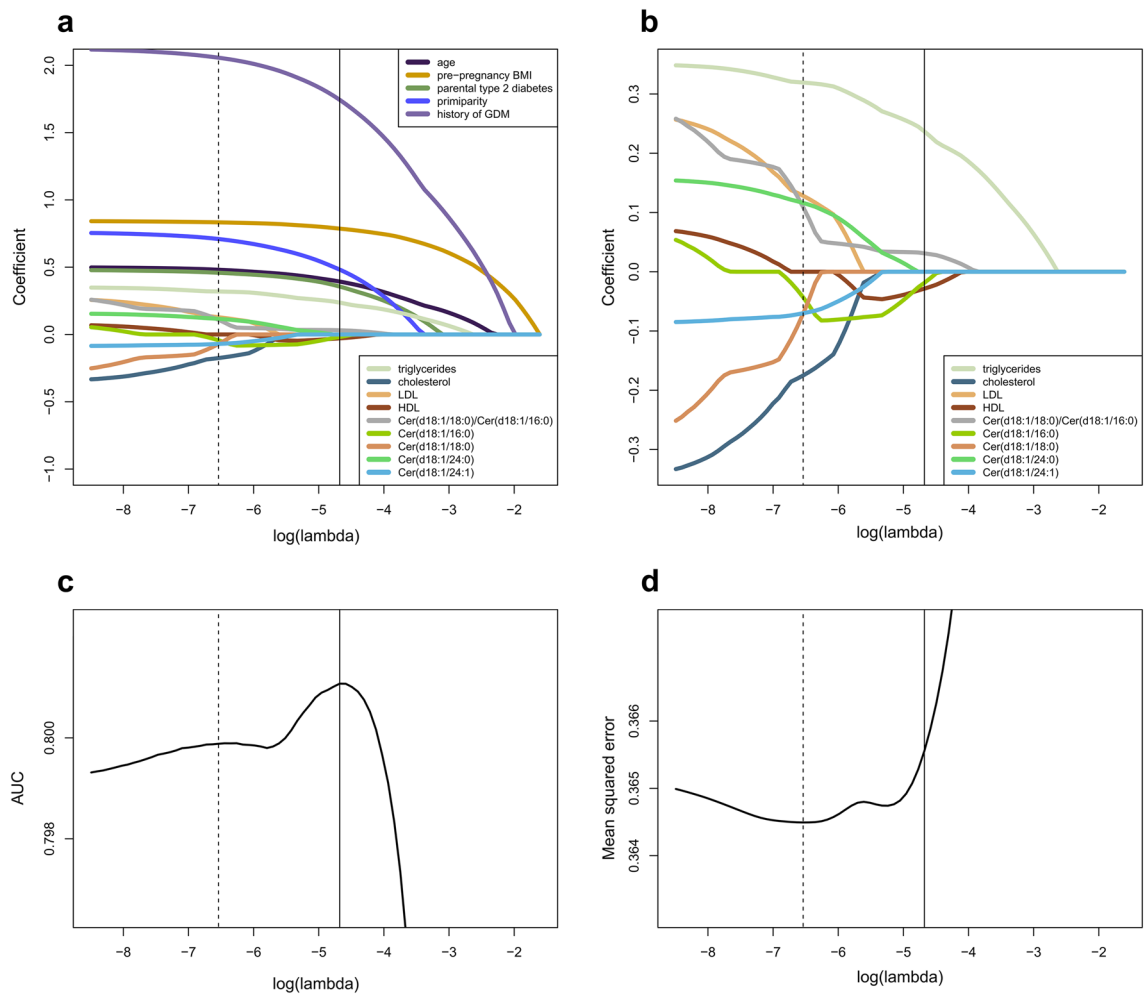 a
Coefficient
2.0
1.5
1.0
0.5
0.0
−0.5
−1.0
age
pre−pregnancy BMI
parental type 2 diabetes
primiparity
history of GDM
triglycerides
cholesterol
LDL
HDL
Cer(d18:1/18:0)/Cer(d18:1/16:0)
Cer(d18:1/16:0)
Cer(d18:1/18:0)
Cer(d18:1/24:0)
Cer(d18:1/24:1)
−8 −7 −6 −5 −4 −3 −2
log(lambda)
b
Coefficient
0.3
0.2
0.1
0.0
−0.1
−0.2
−0.3
triglycerides
cholesterol
LDL
HDL
Cer(d18:1/18:0)/Cer(d18:1/16:0)
Cer(d18:1/16:0)
Cer(d18:1/18:0)
Cer(d18:1/24:0)
Cer(d18:1/24:1)
−8 −7 −6 −5 −4 −3 −2
log(lambda)
c
AUC
0.800
0.798
−8 −7 −6 −5 −4 −3 −2
log(lambda)
d
Mean squared error
0.366
0.365
0.364
−8 −7 −6 −5 −4 −3 −2
log(lambda)